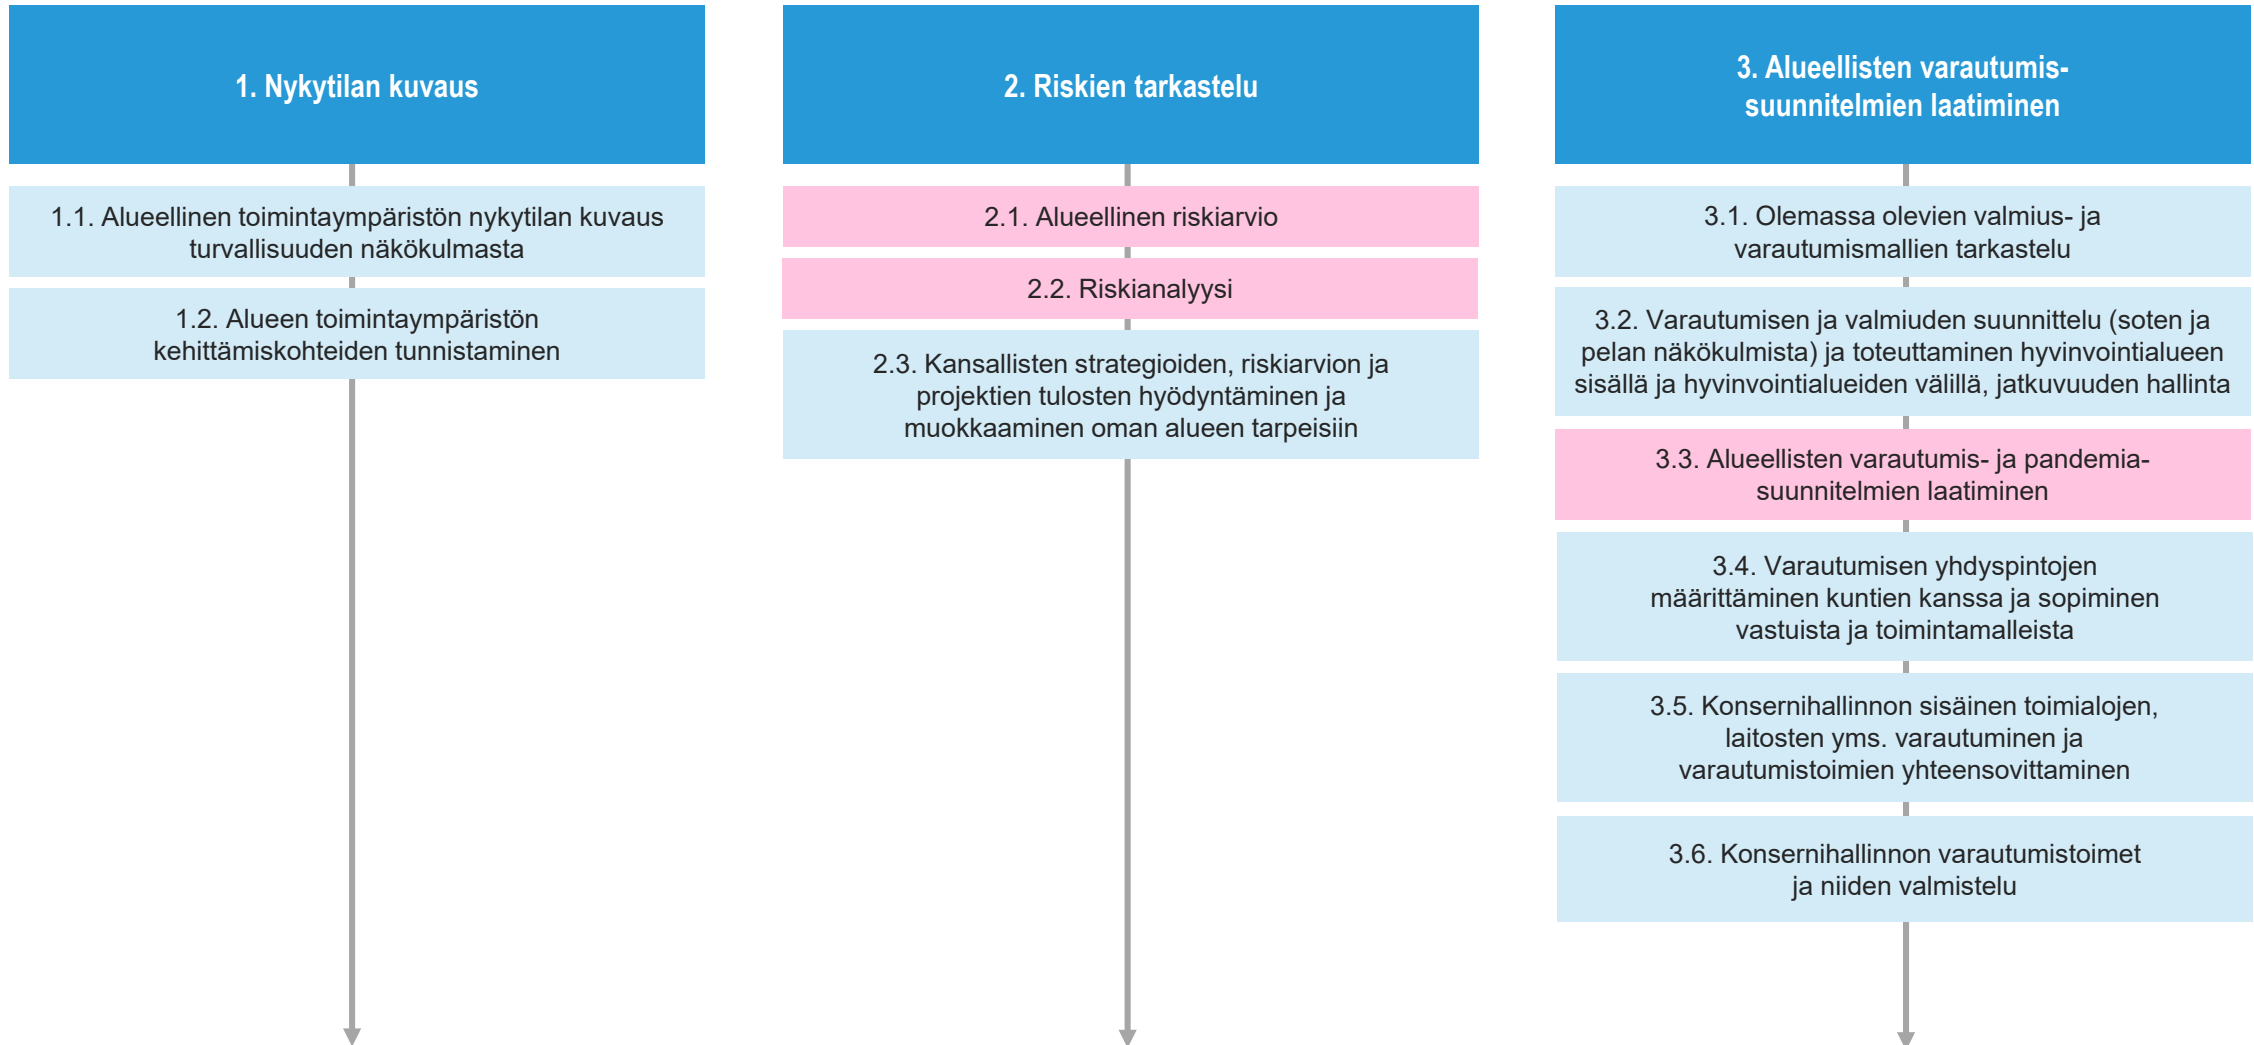 1. Nykytilan kuvaus
1.1. Alueellinen toimintaympäristön nykytilan kuvaus
turvallisuuden näkökulmasta
1.2. Alueen toimintaympäristön
kehittämiskohteiden tunnistaminen
2. Riskien tarkastelu
2.1. Alueellinen riskiarvio
2.2. Riskianalyysi
2.3. Kansallisten strategioiden, riskiarvion ja
projektien tulosten hyödyntäminen ja
muokkaaminen oman alueen tarpeisiin
3. Alueellisten varautumis-
suunnitelmien laatiminen
3.1. Olemassa olevien valmius- ja
varautumismallien tarkastelu
3.2. Varautumisen ja valmiuden suunnittelu (soten ja
pelan näkökulmista) ja toteuttaminen hyvinvointialueen
sisällä ja hyvinvointialueiden välillä, jatkuvuuden hallinta
3.3. Alueellisten varautumis- ja pandemia-
suunnitelmien laatiminen
3.4. Varautumisen yhdyspintojen
määrittäminen kuntien kanssa ja sopiminen
vastuista ja toimintamalleista
3.5. Konsernihallinnon sisäinen toimialojen,
laitosten yms. varautuminen ja
varautumistoimien yhteensovittaminen
3.6. Konsernihallinnon varautumistoimet
ja niiden valmistelu